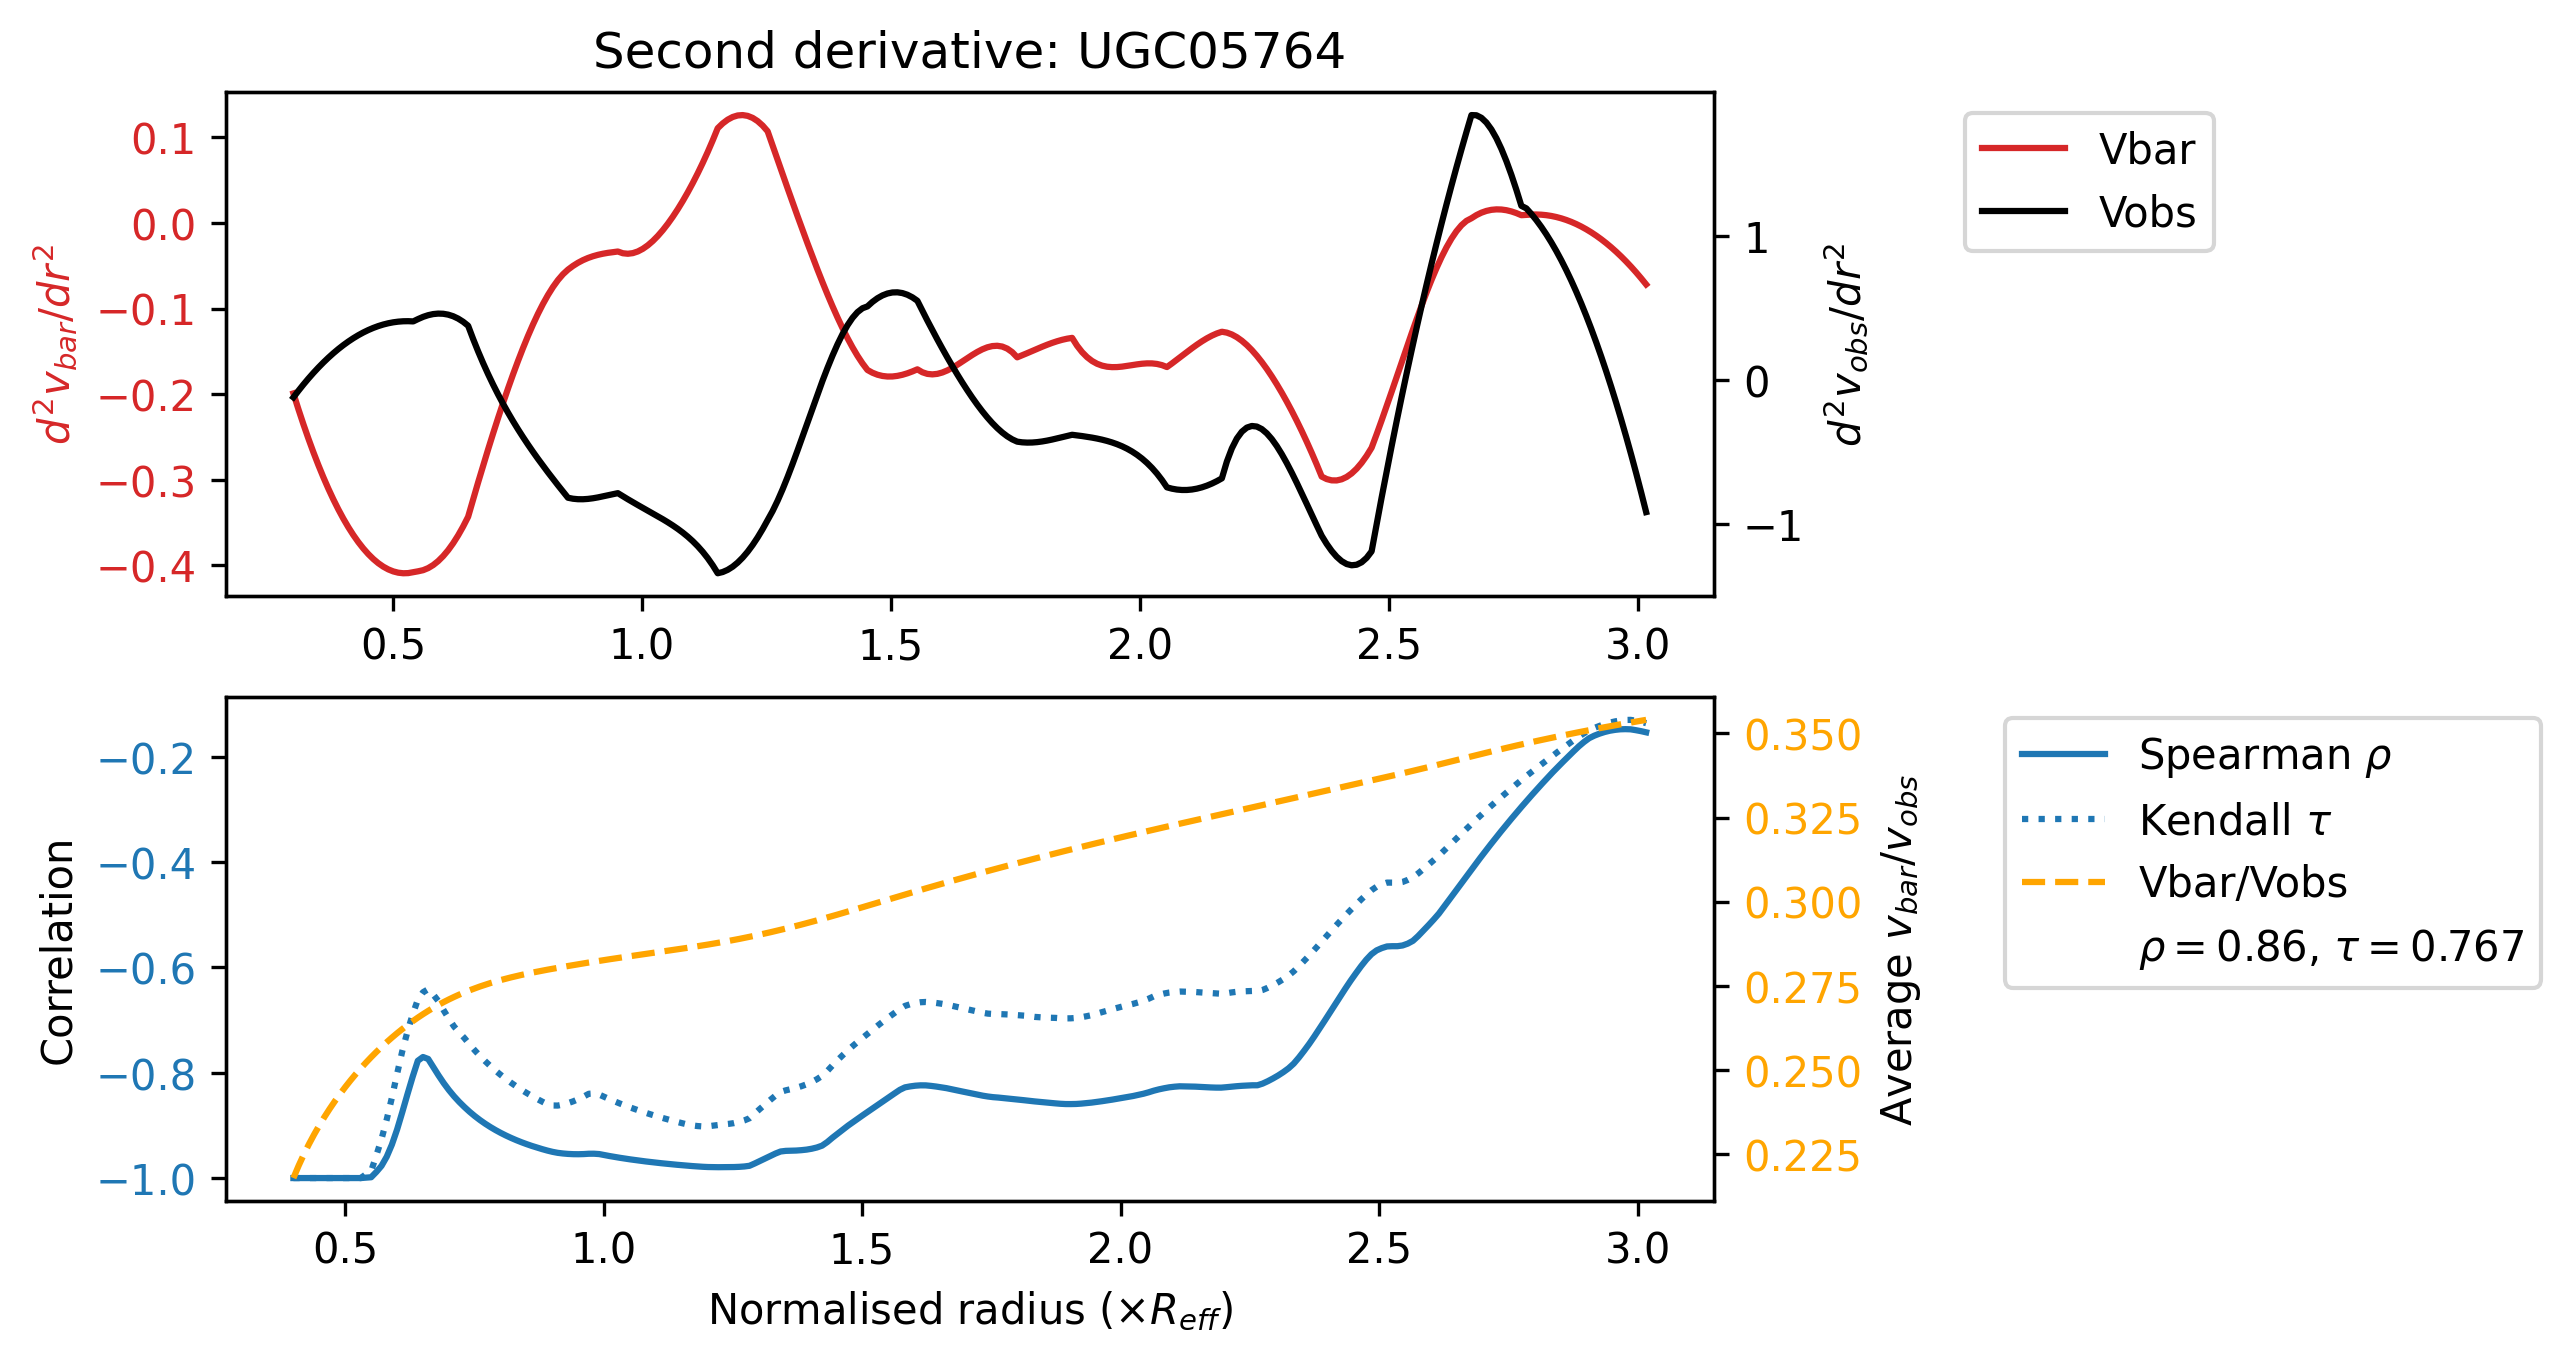 Second derivative: UGC05764
0.1
0.0
−0.1
−0.2
−0.3
−0.4
d²v_bar/dr²
1
0
−1
d²v_obs/dr²
0.5 1.0 1.5 2.0 2.5 3.0
Vbar
Vobs
−0.2
−0.4
−0.6
−0.8
−1.0
Correlation
0.350
0.325
0.300
0.275
0.250
0.225
Average v_bar/v_obs
0.5 1.0 1.5 2.0 2.5 3.0
Normalised radius (×R_eff)
Spearman ρ
Kendall τ
Vbar/Vobs
ρ = 0.86, τ = 0.767